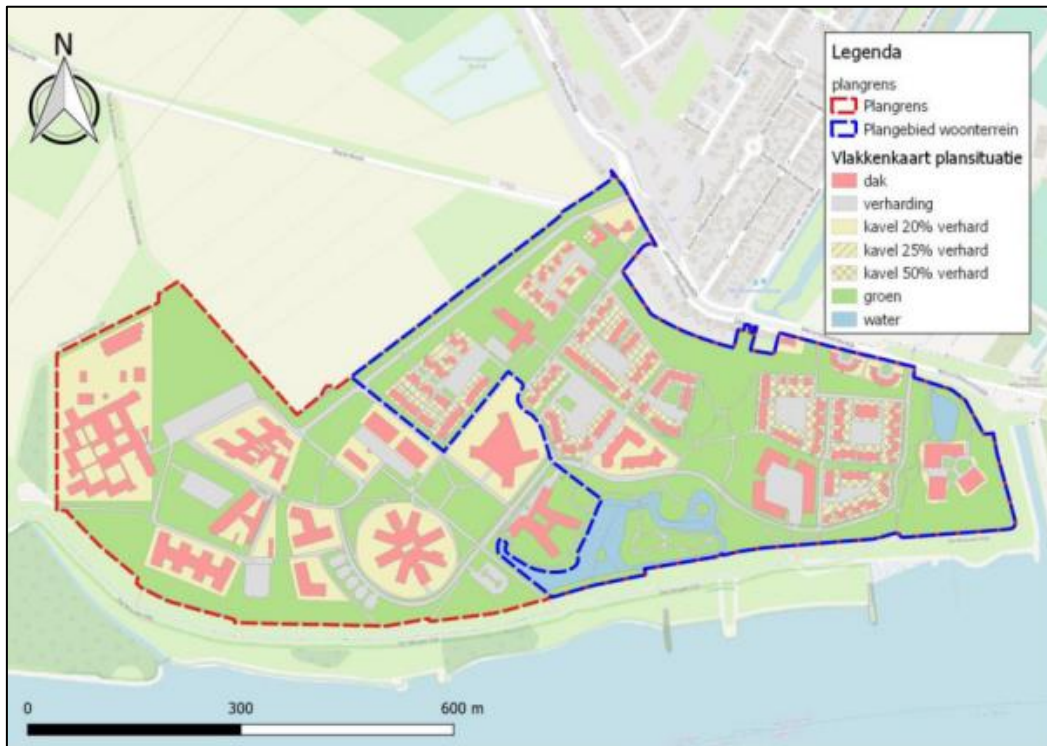 N
Legenda
plangrens
Plangrens
Plangebied woonterrein
Vlakkenkaart plansituatie
dak
verharding
kavel 20% verhard
kavel 25% verhard
kavel 50% verhard
groen
water
0 300 600 m